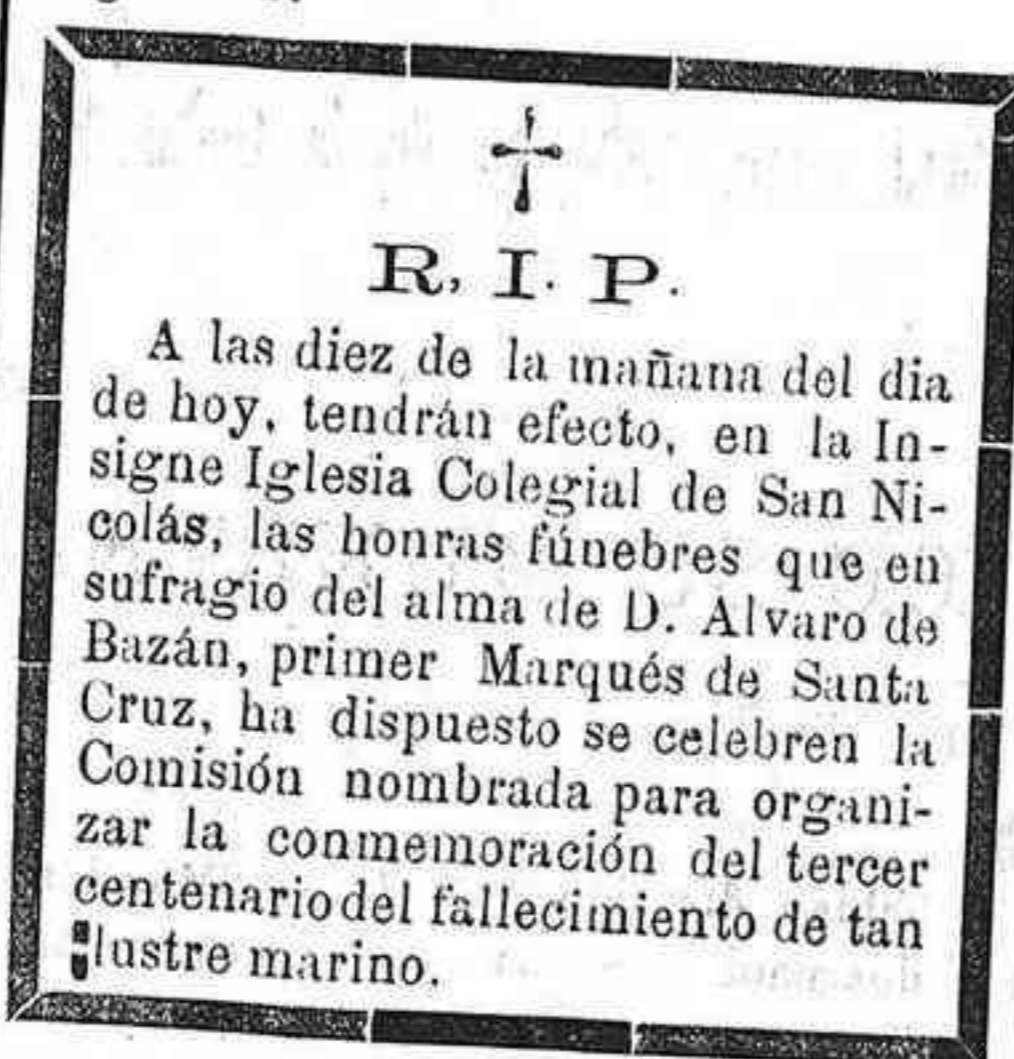 R. I. P.
A las diez de la mañana del dia
de hoy, tendrán efecto, en la In-
signe Iglesia Colegial de San Ni-
colás, las honras fúnebres que en
sufragio del alma de D. Alvaro de
Bazán, primer Marqués de Santa
Cruz, ha dispuesto se celebren la
Comisión nombrada para organi-
zar la conmemoración del tercer
centenario del fallecimiento de tan
ilustre marino.